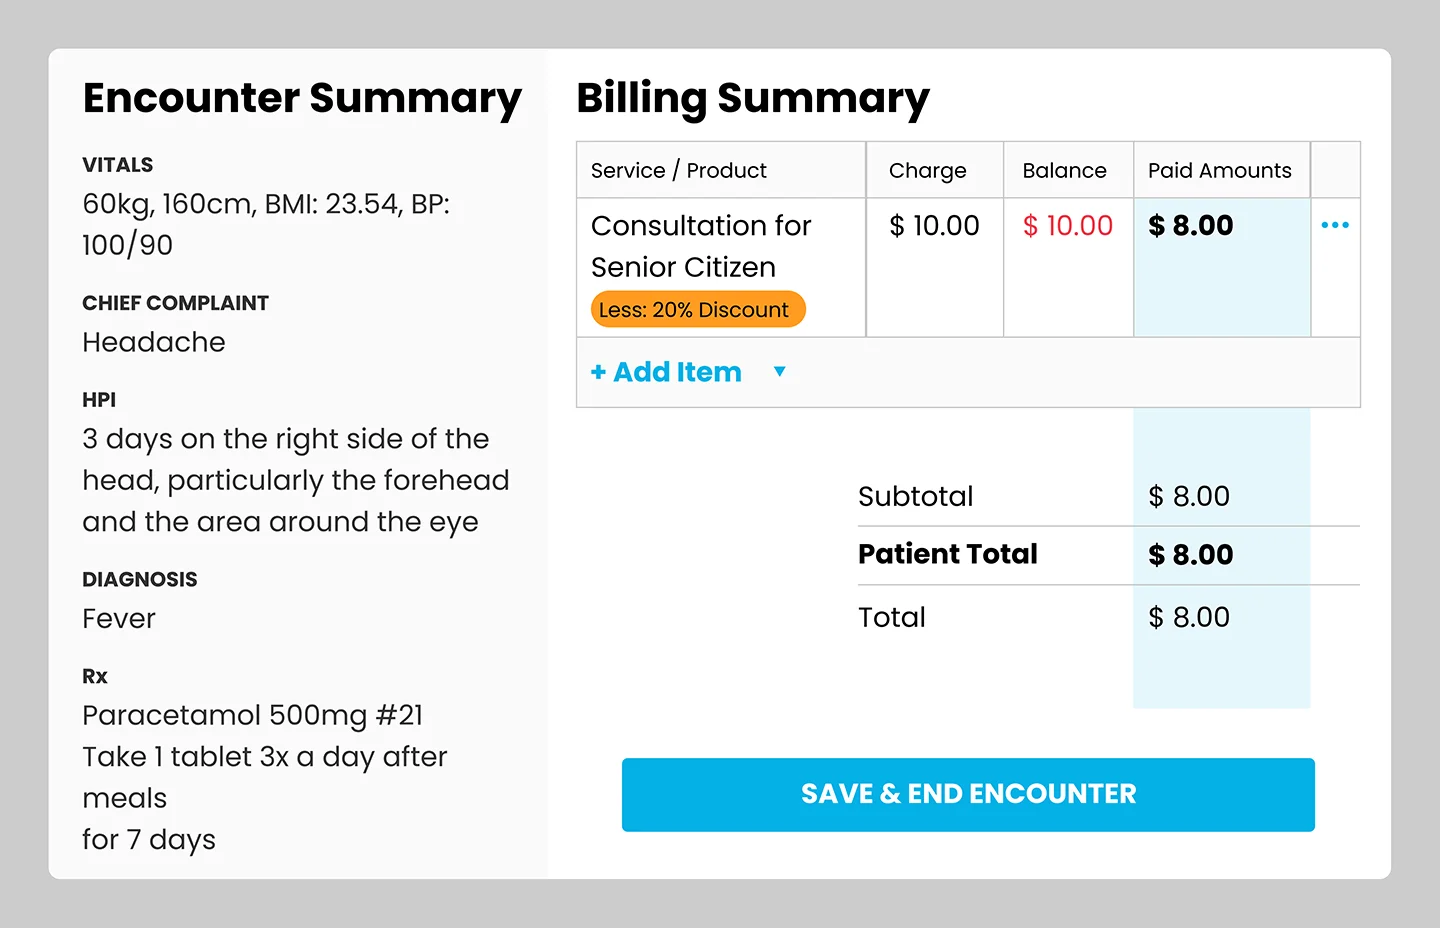 Encounter Summary
VITALS
60kg, 160cm, BMI: 23.54, BP:
100/90
CHIEF COMPLAINT
Headache
HPI
3 days on the right side of the
head, particularly the forehead
and the area around the eye
DIAGNOSIS
Fever
Rx
Paracetamol 500mg #21
Take 1 tablet 3x a day after
meals
for 7 days
Billing Summary
Service / Product Charge Balance Paid Amounts
Consultation for $ 10.00 $ 10.00 $ 8.00 •••
Senior Citizen
Less: 20% Discount
+ Add Item ▼
Subtotal $ 8.00
Patient Total $ 8.00
Total $ 8.00
SAVE & END ENCOUNTER